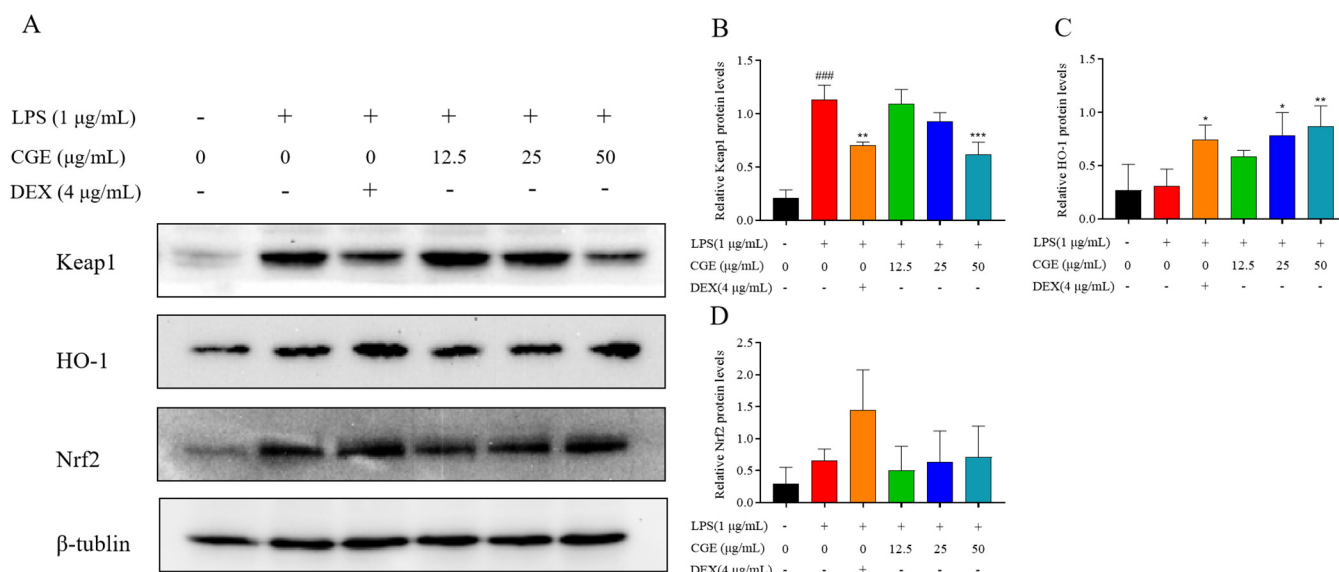 A
LPS (1 μg/mL) - + + + + +
CGE (μg/mL) 0 0 0 12.5 25 50
DEX (4 μg/mL) - - + - - -
Keap1
HO-1
Nrf2
β-tublin
B
Relative Keap1 protein levels
1.5
1.0
0.5
0.0
###
**
***
LPS(1 μg/mL) - + + + + +
CGE (μg/mL) 0 0 0 12.5 25 50
DEX(4 μg/mL) - - + - - -
C
Relative HO-1 protein levels
1.5
1.0
0.5
0.0
*
*
**
LPS(1 μg/mL) - + + + + +
CGE (μg/mL) 0 0 0 12.5 25 50
DEX(4 μg/mL) - - + - - -
D
Relative Nrf2 protein levels
2.5
2.0
1.5
1.0
0.5
0.0
LPS(1 μg/mL) - + + + + +
CGE (μg/mL) 0 0 0 12.5 25 50
DEX(4 μg/mL) - - + - - -